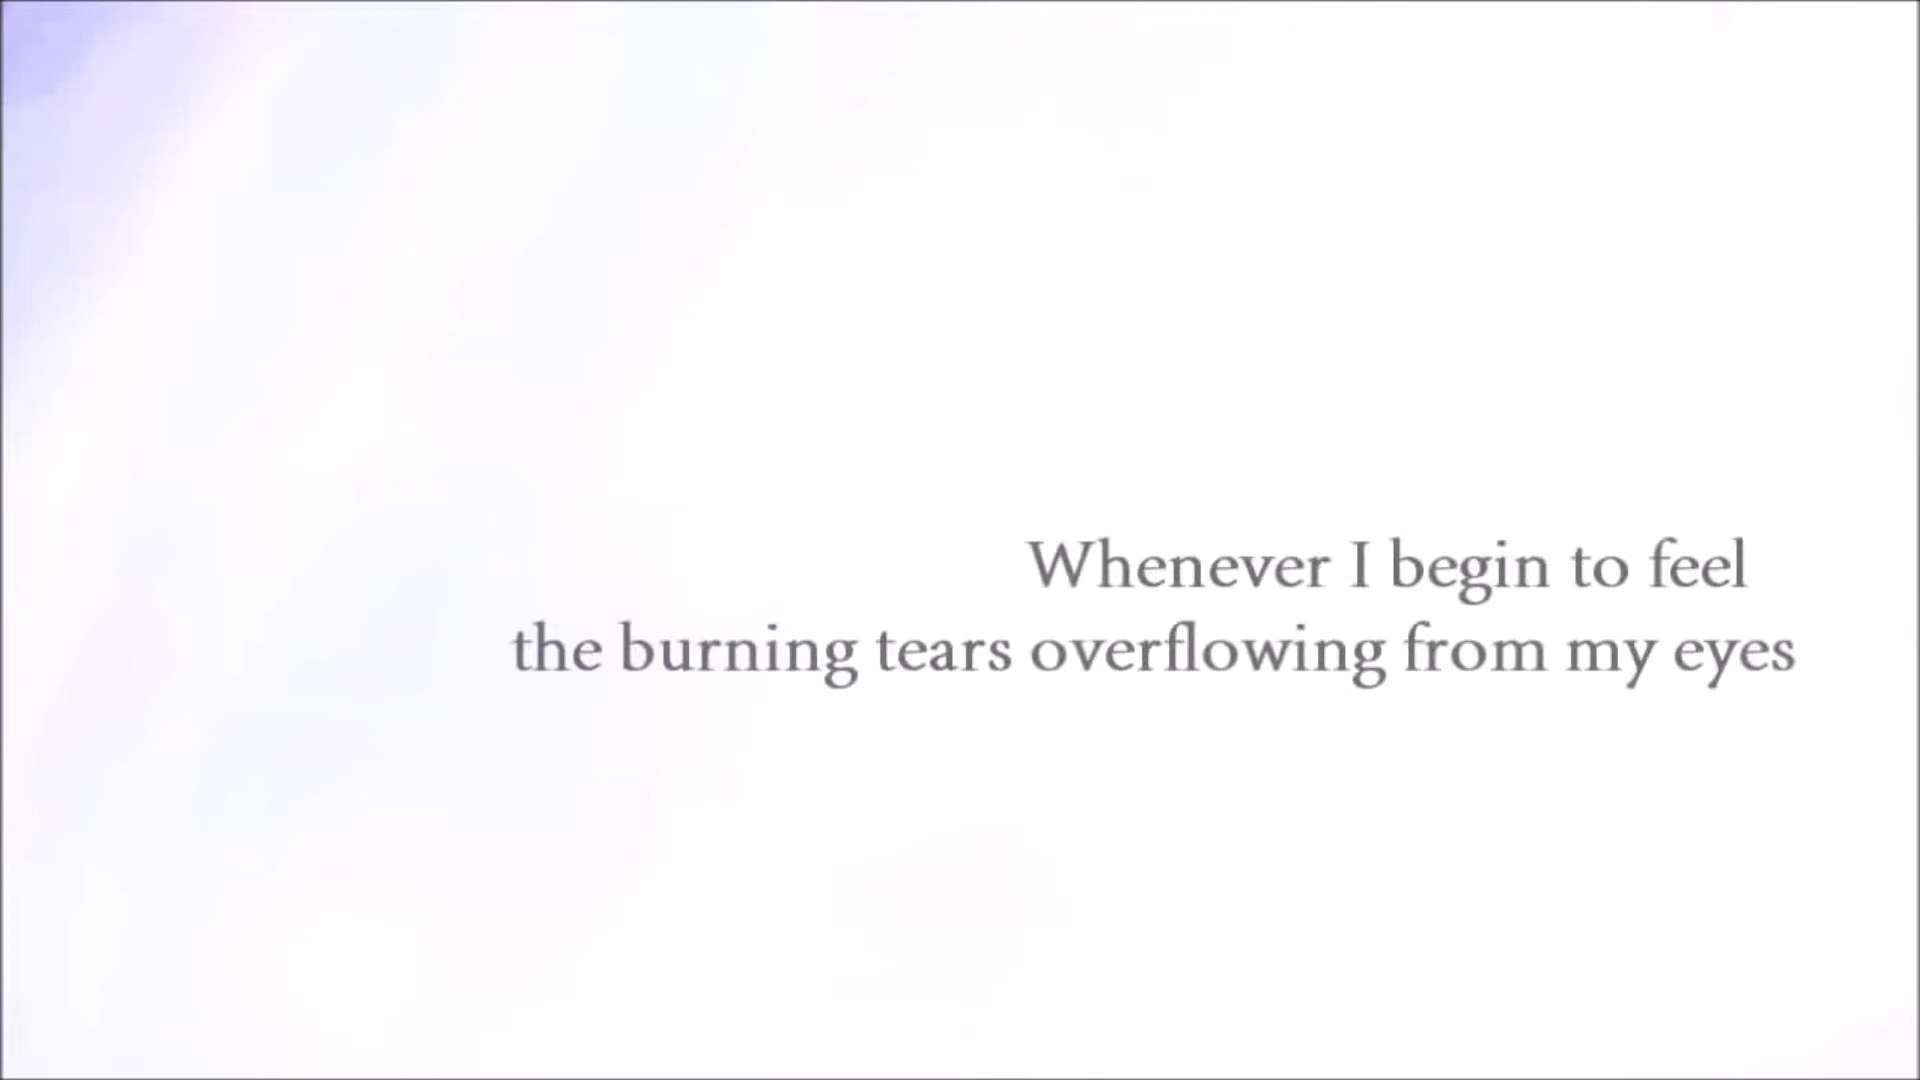 Whenever I begin to feel
the burning tears overflowing from my eyes